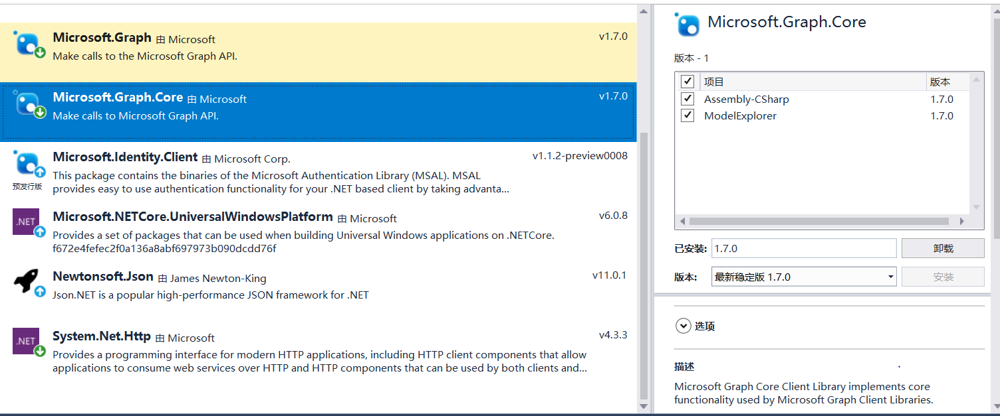 Microsoft.Graph 由 Microsoft v1.7.0
Make calls to the Microsoft Graph API.
Microsoft.Graph.Core 由 Microsoft v1.7.0
Make calls to Microsoft Graph API.
Microsoft.Identity.Client 由 Microsoft Corp. v1.1.2-preview0008
预发行版
This package contains the binaries of the Microsoft Authentication Library (MSAL). MSAL
provides easy to use authentication functionality for your .NET based client by taking advanta...
.NET
Microsoft.NETCore.UniversalWindowsPlatform 由 Microsoft v6.0.8
Provides a set of packages that can be used when building Universal Windows applications on .NETCore.
f672e4fefec2f0a136a8abf697973b090dcdd76f
Newtonsoft.Json 由 James Newton-King v11.0.1
Json.NET is a popular high-performance JSON framework for .NET
.NET
System.Net.Http 由 Microsoft v4.3.3
Provides a programming interface for modern HTTP applications, including HTTP client components that allow
applications to consume web services over HTTP and HTTP components that can be used by both clients and...
Microsoft.Graph.Core
版本 - 1
项目 版本
Assembly-CSharp 1.7.0
ModelExplorer 1.7.0
已安装: 1.7.0 卸载
版本: 最新稳定版 1.7.0 安装
选项
描述
Microsoft Graph Core Client Library implements core
functionality used by Microsoft Graph Client Libraries.